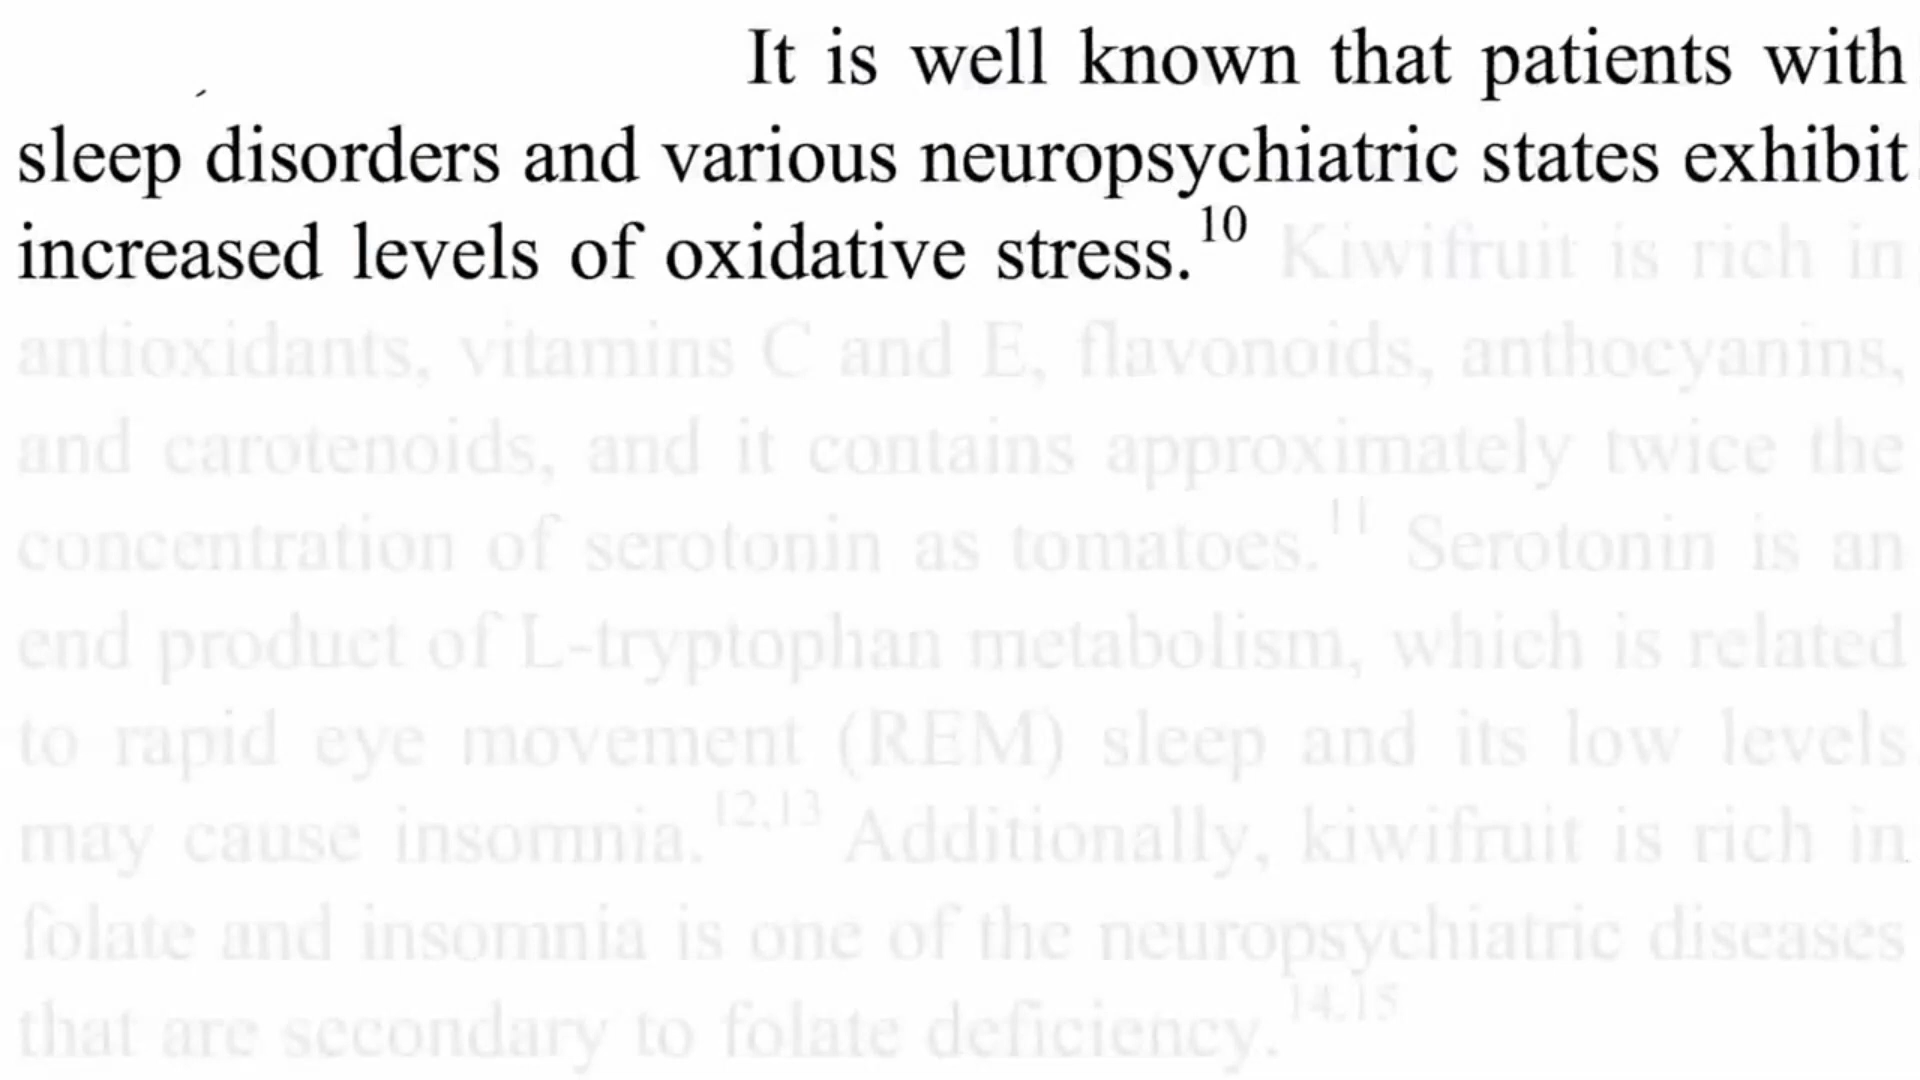 It is well known that patients with
sleep disorders and various neuropsychiatric states exhibit
increased levels of oxidative stress.10 Kiwifruit is rich in
antioxidants, vitamins C and E, flavonoids, anthocyanins,
and carotenoids, and it contains approximately twice the
concentration of serotonin as tomatoes.11 Serotonin is an
end product of L-tryptophan metabolism, which is related
to rapid eye movement (REM) sleep and its low levels
may cause insomnia.12,13 Additionally, kiwifruit is rich in
folate and insomnia is one of the neuropsychiatric diseases
that are secondary to folate deficiency.14,15